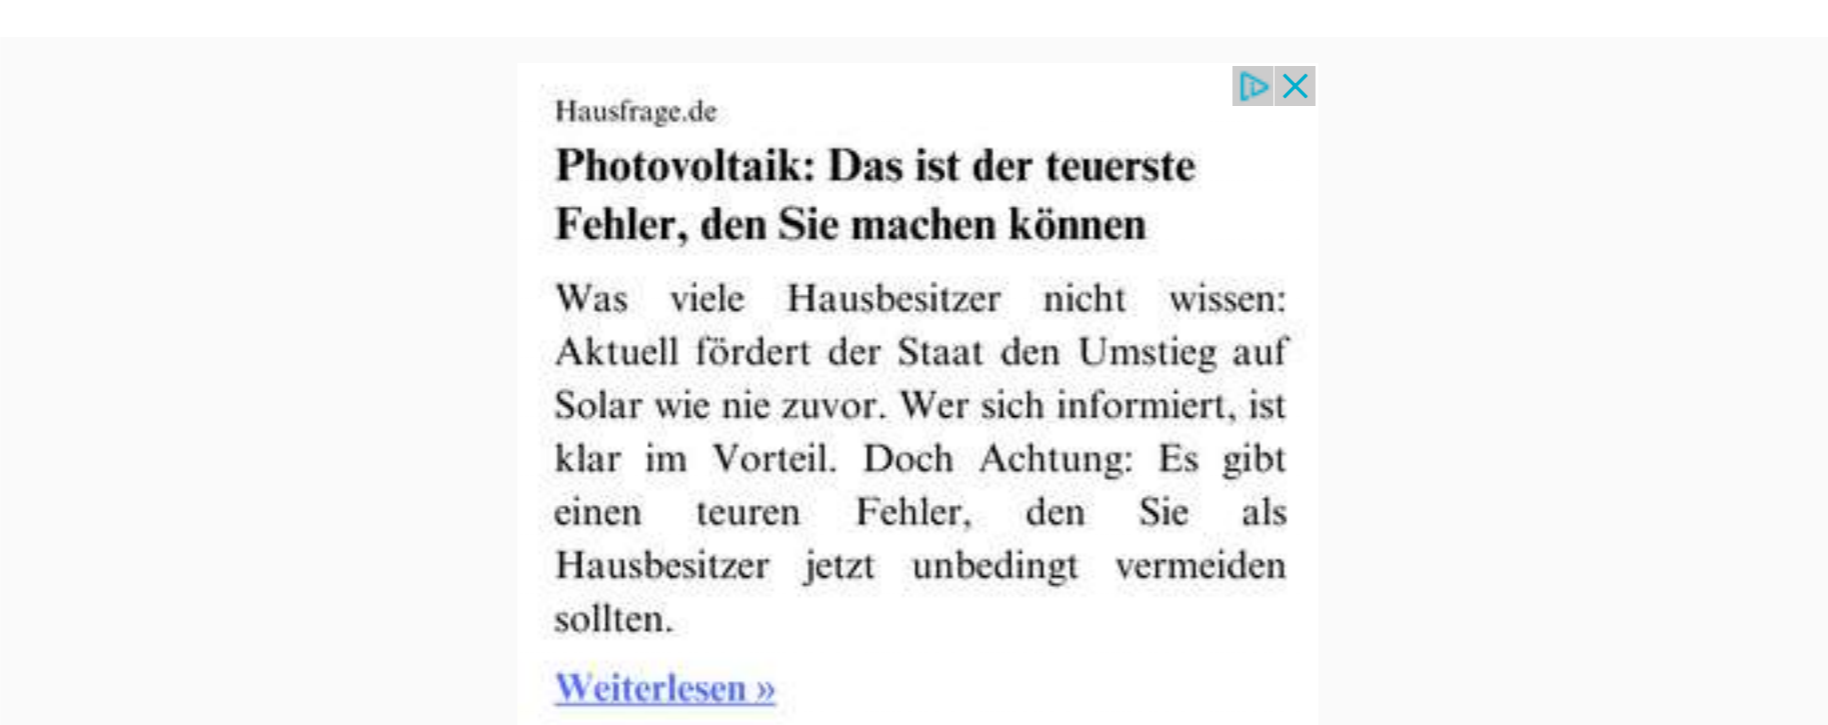 Hausfrage.de
Photovoltaik: Das ist der teuerste
Fehler, den Sie machen können
Was viele Hausbesitzer nicht wissen:
Aktuell fördert der Staat den Umstieg auf
Solar wie nie zuvor. Wer sich informiert, ist
klar im Vorteil. Doch Achtung: Es gibt
einen teuren Fehler, den Sie als
Hausbesitzer jetzt unbedingt vermeiden
sollten.
Weiterlesen »